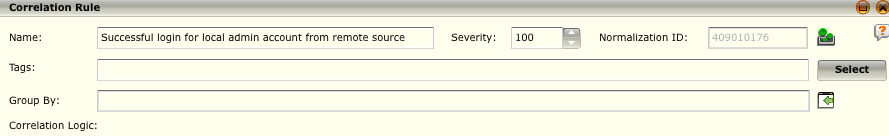 Correlation Rule
Name: Successful login for local admin account from remote source Severity: 100 Normalization ID: 409010176
Tags: Select
Group By:
Correlation Logic: